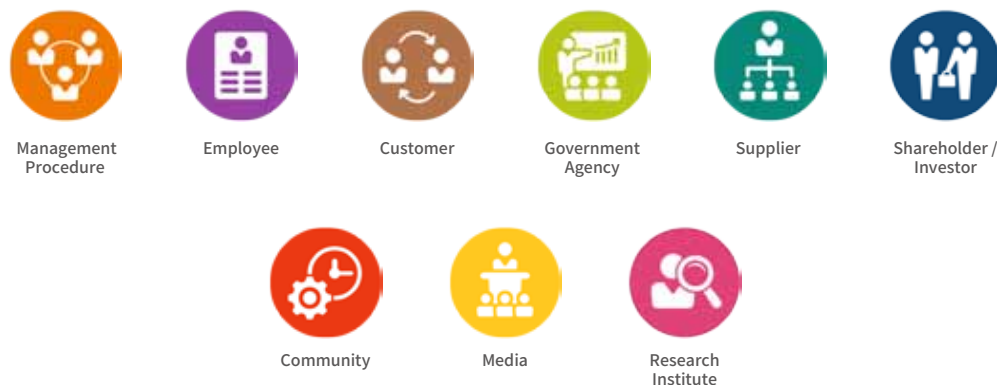 Management
Procedure
Employee
Customer
Government
Agency
Supplier
Shareholder /
Investor
Community
Media
Research
Institute